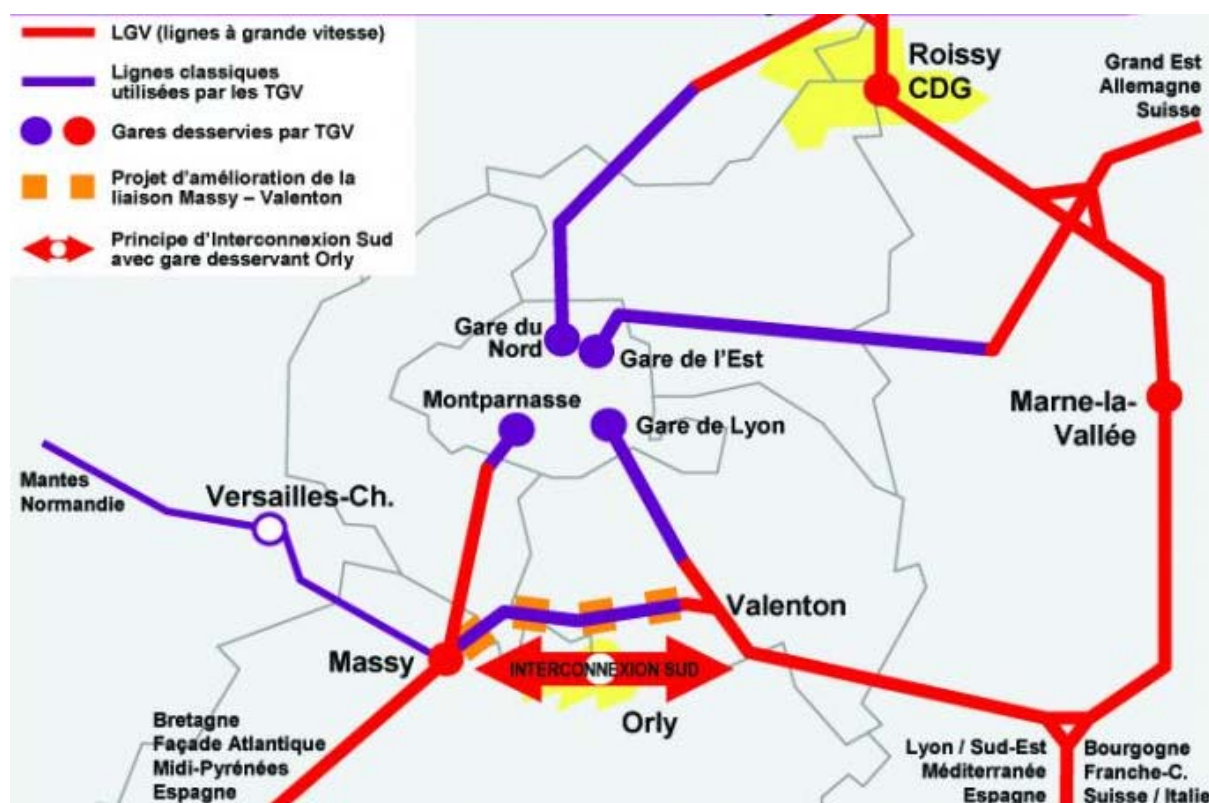 LGV (lignes à grande vitesse)
Lignes classiques
utilisées par les TGV
Gares desservies par TGV
Projet d'amélioration de la
liaison Massy – Valenton
Principe d'Interconnexion Sud
avec gare desservant Orly
Roissy
CDG
Grand Est
Allemagne
Suisse
Gare du
Nord
Gare de l'Est
Montparnasse
Gare de Lyon
Marne-la-
Vallée
Mantes
Normandie
Versailles-Ch.
Valenton
Massy
INTERCONNEXION SUD
Orly
Bretagne
Façade Atlantique
Midi-Pyrénées
Espagne
Lyon / Sud-Est
Méditerranée
Espagne
Bourgogne
Franche-C.
Suisse / Italie